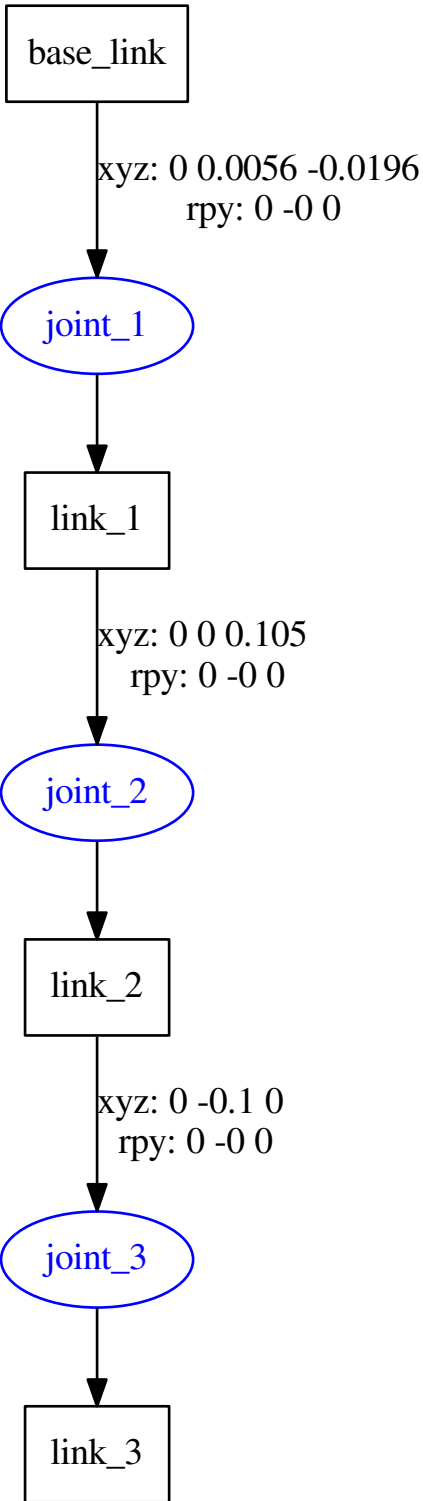 base_link
xyz: 0 0.0056 -0.0196
rpy: 0 -0 0
joint_1
link_1
xyz: 0 0 0.105
rpy: 0 -0 0
joint_2
link_2
xyz: 0 -0.1 0
rpy: 0 -0 0
joint_3
link_3